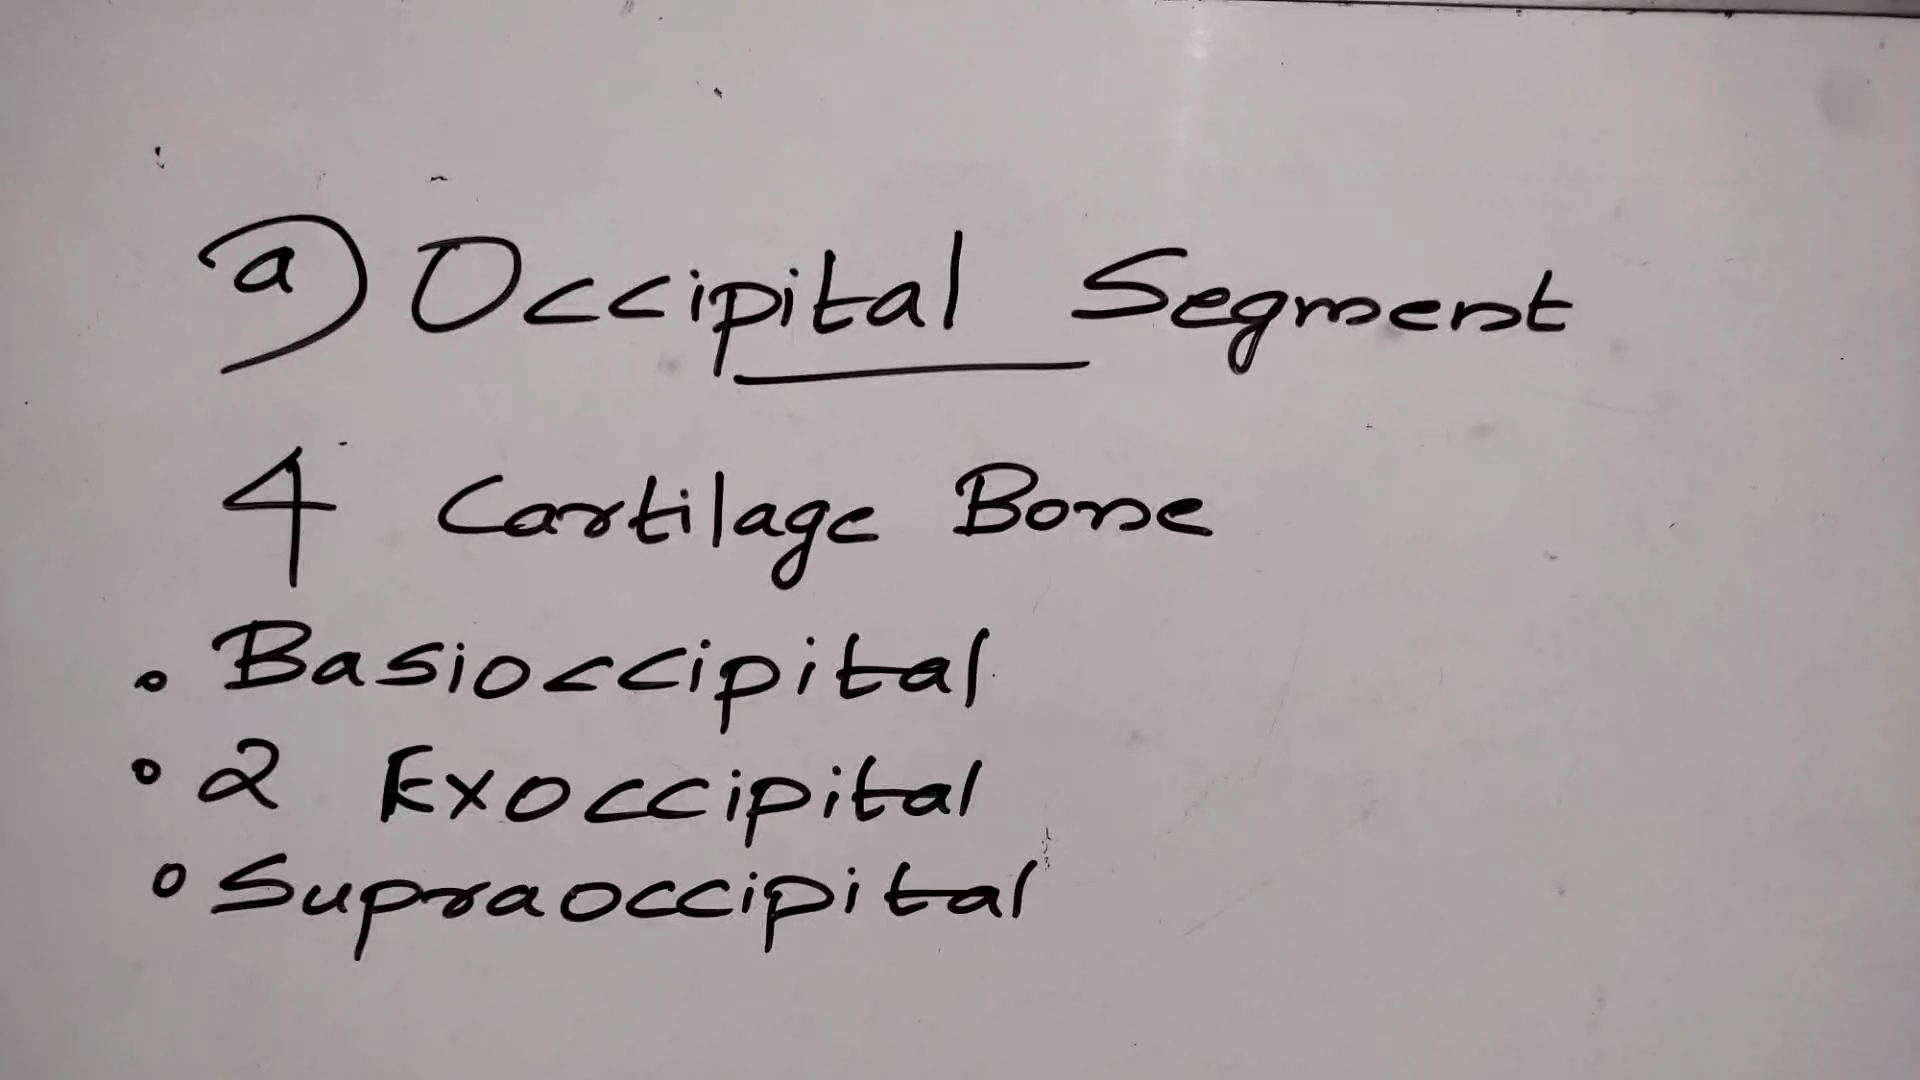 a) Occipital Segment
4 Cartilage Bone
• Basioccipital
• 2 Exoccipital
• Supraoccipital